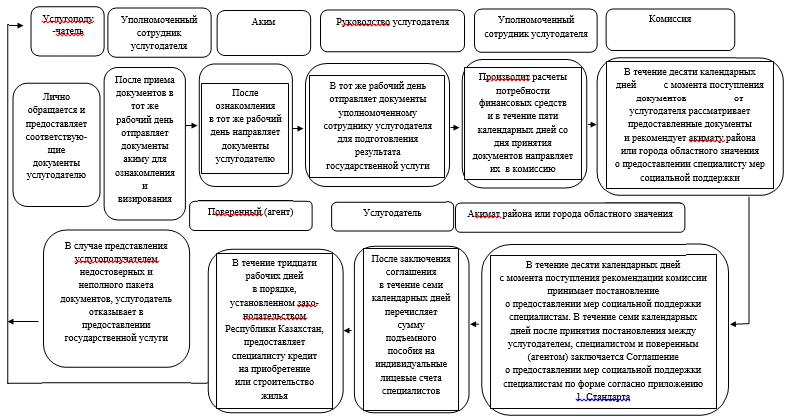 Услугополу
-чатель
Уполномоченный
сотрудник
услугодателя
Аким
Руководство услугодателя
Уполномоченный
сотрудник услугодателя
Комиссия
Лично
обращается и
предоставляет
соответствую-
щие
документы
услугодателю
После приема
документов в
тот же
рабочий день
отправляет
документы
акиму для
ознакомления
и
визирования
После
ознакомления
в тот же рабочий
день направляет
документы
услугодателю
В тот же рабочий день
отправляет документы
уполномоченному
сотруднику услугодателя
для подготовления
результата
государственной услуги
Производит расчеты
потребности
финансовых средств
и в течение пяти
календарных дней со
дня принятия
документов направляет
их в комиссию
В течение десяти календарных
дней с момента поступления
документов от
услугодателя рассматривает
предоставленные документы
и рекомендует акимату района
или города областного значения
о предоставлении специалисту мер
социальной поддержки
Поверенный (агент)
Услугодатель
Акимат района или города областного значения
В случае представления
услугополучателем
недостоверных и
неполного пакета
документов, услугодатель
отказывает в
предоставлении
государственной услуги
В течение тридцати
рабочих дней
в порядке,
установленном зако-
нодательством
Республики Казахстан,
предоставляет
специалисту кредит
на приобретение
или строительство
жилья
После заключения
соглашения
в течение семи
календарных дней
перечисляет
сумму
подъемного
пособия на
индивидуальные
лицевые счета
специалистов
В течение десяти календарных дней
с момента поступления рекомендации комиссии
принимает постановление
о предоставлении мер социальной поддержки
специалистам. В течение семи календарных
дней после принятия постановления между
услугодателем, специалистом и поверенным
(агентом) заключается Соглашение
о предоставлении мер социальной поддержки
специалистам по форме согласно приложению
1 Стандарта